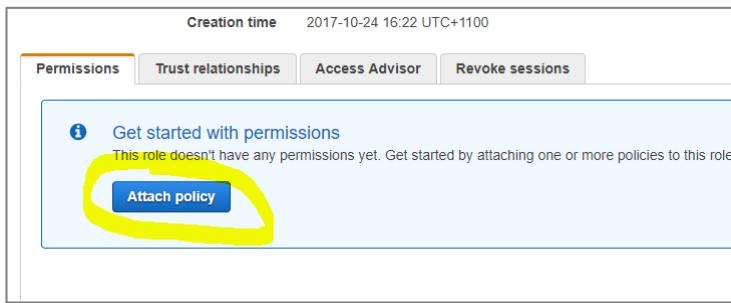 Creation time 2017-10-24 16:22 UTC+1100
Permissions Trust relationships Access Advisor Revoke sessions
Get started with permissions
This role doesn't have any permissions yet. Get started by attaching one or more policies to this role
Attach policy